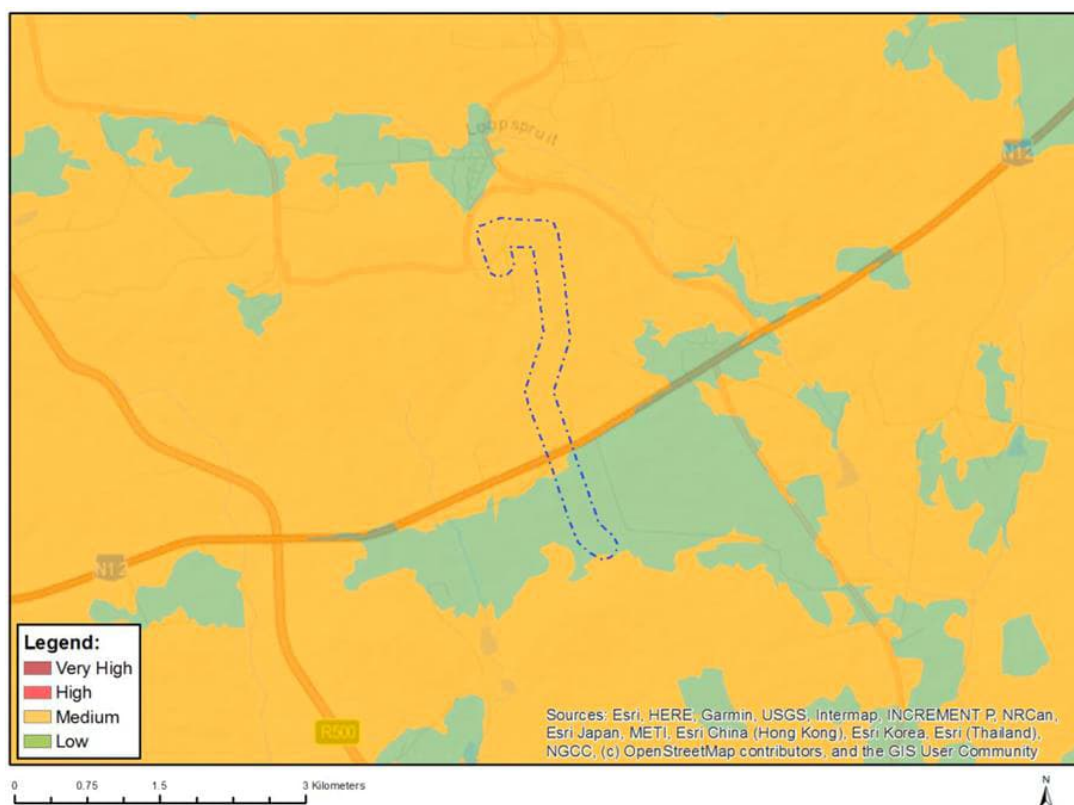 Loopspruit
N12
N12
R500
Legend:
Very High
High
Medium
Low
Sources: Esri, HERE, Garmin, USGS, Intermap, INCREMENT P, NRCan,
Esri Japan, METI, Esri China (Hong Kong), Esri Korea, Esri (Thailand),
NGCC, (c) OpenStreetMap contributors, and the GIS User Community
0 0.75 1.5 3 Kilometers
N